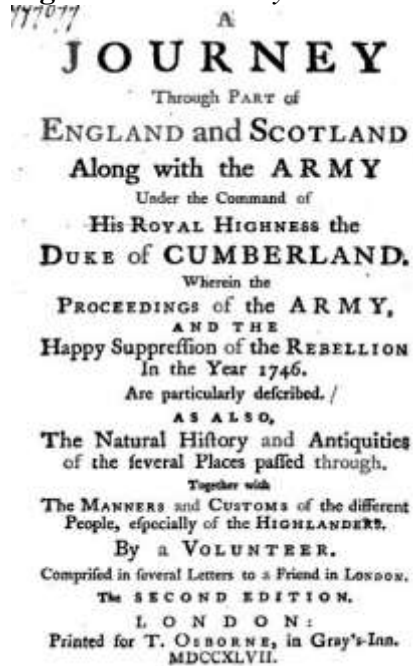 A
JOURNEY
Through PART of
ENGLAND and SCOTLAND
Along with the ARMY
Under the Command of
His ROYAL HIGHNESS the
DUKE of CUMBERLAND.
Wherein the
PROCEEDINGS of the ARMY,
AND THE
Happy Suppreſſion of the REBELLION
In the Year 1746.
Are particularly deſcribed.
AS ALSO,
The Natural Hiſtory and Antiquities
of the ſeveral Places paſſed through.
Together with
The MANNERS and CUSTOMS of the different
People, eſpecially of the HIGHLANDERS.
By a VOLUNTEER.
Compriſed in ſeveral Letters to a Friend in LONDON.
The SECOND EDITION.
LONDON:
Printed for T. OSBORNE, in Gray's-Inn.
MDCCXLVII.